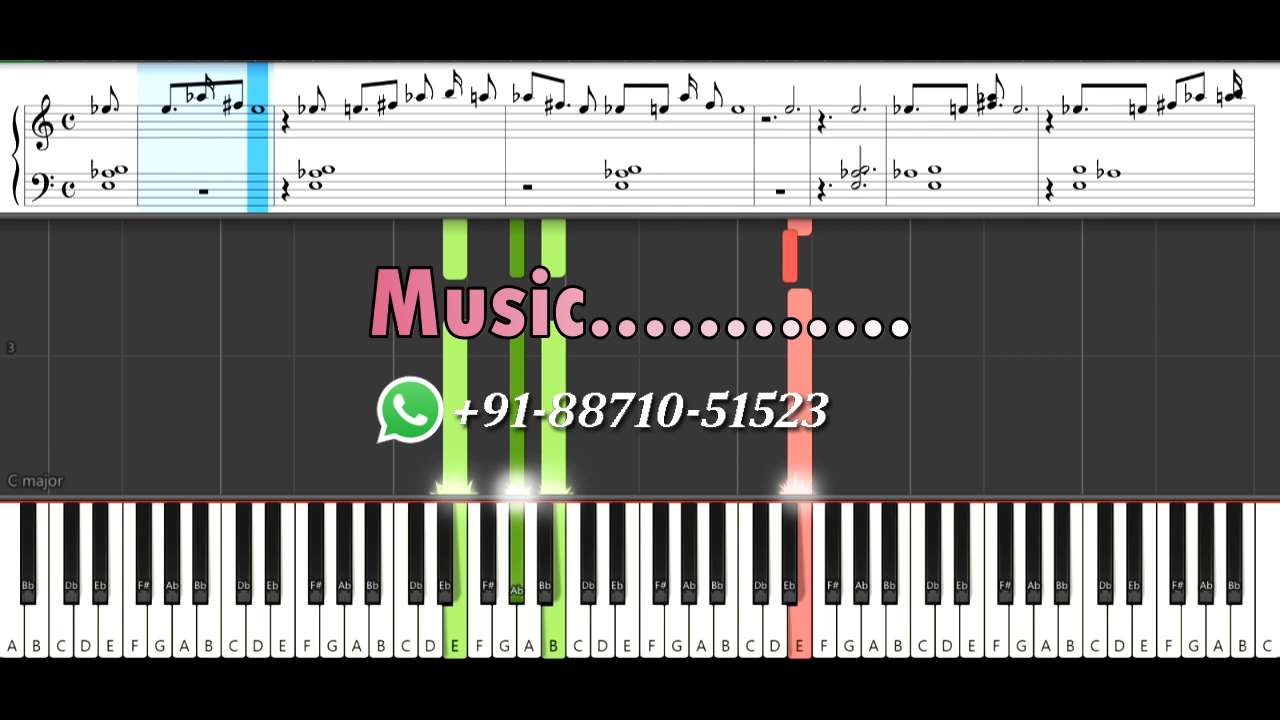 3
Music............
+91-88710-51523
C major
Bb Db Eb F# Ab Bb Db Eb F# Ab Bb Db Eb F# Ab Bb Db Eb F# Ab Bb Db Eb F# Ab Bb Db Eb F# Ab Bb Db Eb F# Ab Bb
A B C D E F G A B C D E F G A B C D E F G A B C D E F G A B C D E F G A B C D E F G A B C D E F G A B C